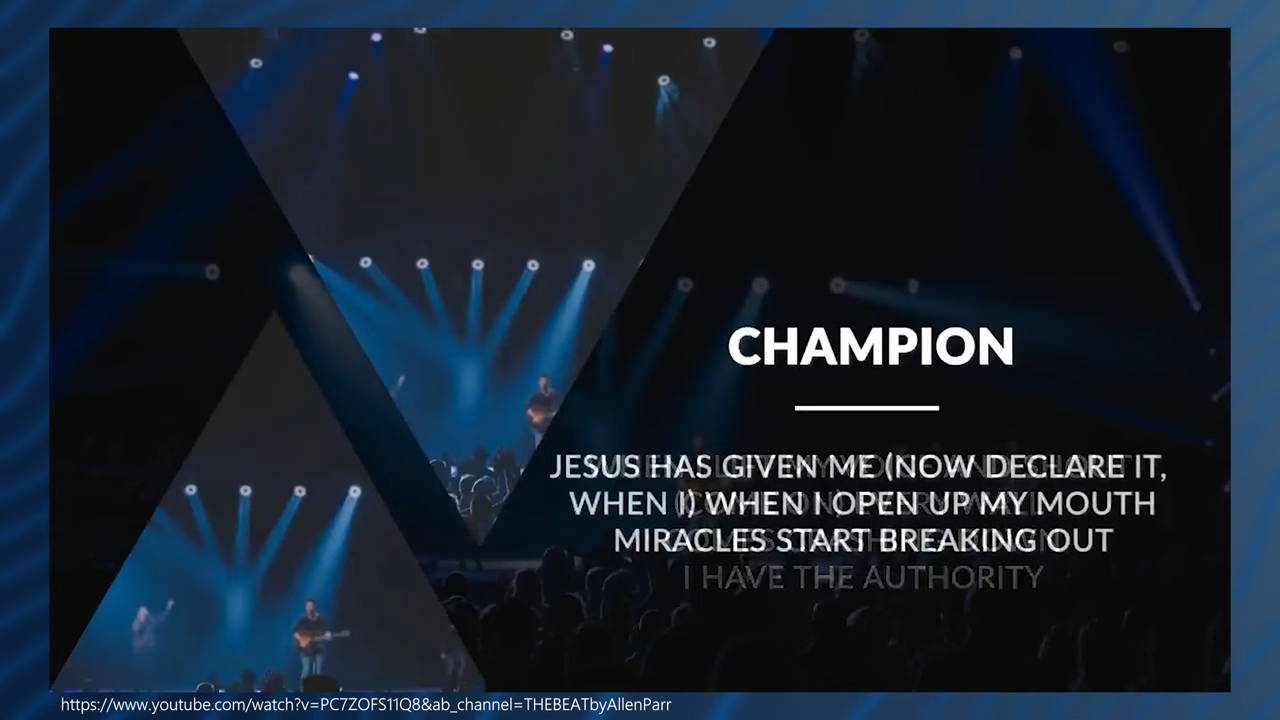 CHAMPION
JESUS HAS GIVEN ME (NOW DECLARE IT,
WHEN I) WHEN I OPEN UP MY MOUTH
MIRACLES START BREAKING OUT
I HAVE THE AUTHORITY
https://www.youtube.com/watch?v=PC7ZOFS11Q8&ab_channel=THEBEATbyAllenParr